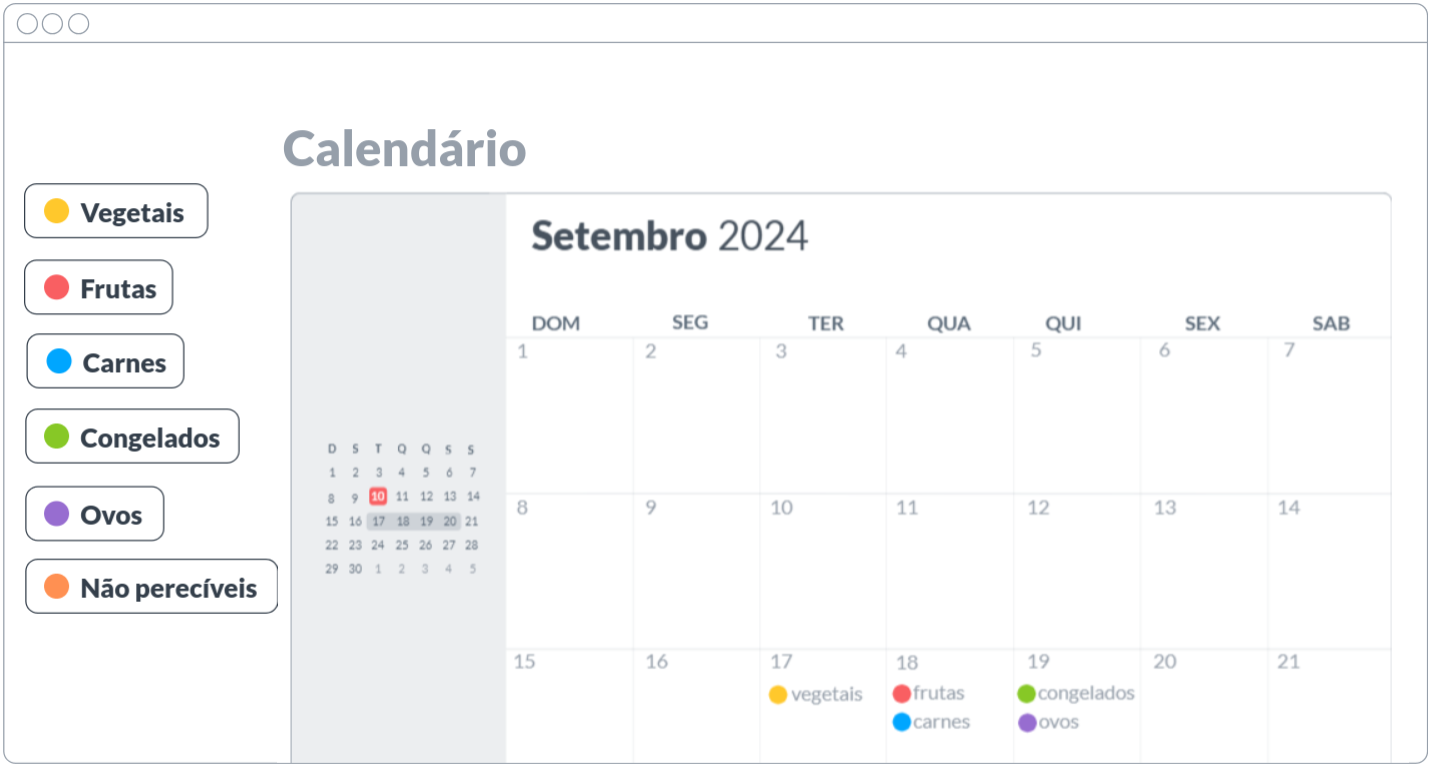 Calendário
Vegetais
Frutas
Carnes
Congelados
Ovos
Não perecíveis
D S T Q Q S S
1 2 3 4 5 6 7
8 9 10 11 12 13 14
15 16 17 18 19 20 21
22 23 24 25 26 27 28
29 30 1 2 3 4 5
Setembro 2024
DOM SEG TER QUA QUI SEX SAB
1 2 3 4 5 6 7
8 9 10 11 12 13 14
15 16 17 18 19 20 21
vegetais frutas congelados
carnes ovos